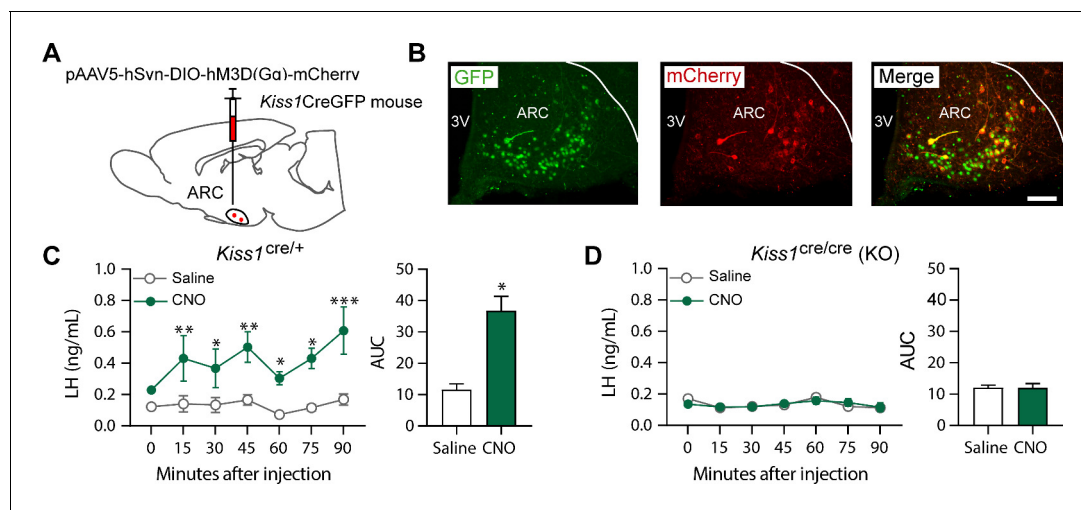 A
pAAV5-hSyn-DIO-hM3D(Gq)-mCherry
Kiss1CreGFP mouse
ARC
B
GFP
3V
ARC
mCherry
3V
ARC
Merge
3V
ARC
C
Kiss1cre/+
Saline
CNO
LH (ng/mL)
1.0
0.8
0.6
0.4
0.2
0.0
**
*
**
*
*
***
0 15 30 45 60 75 90
Minutes after injection
AUC
50
40
30
20
10
0
*
Saline CNO
D
Kiss1cre/cre (KO)
Saline
CNO
LH (ng/mL)
1.0
0.8
0.6
0.4
0.2
0.0
0 15 30 45 60 75 90
Minutes after injection
AUC
50
40
30
20
10
0
Saline CNO